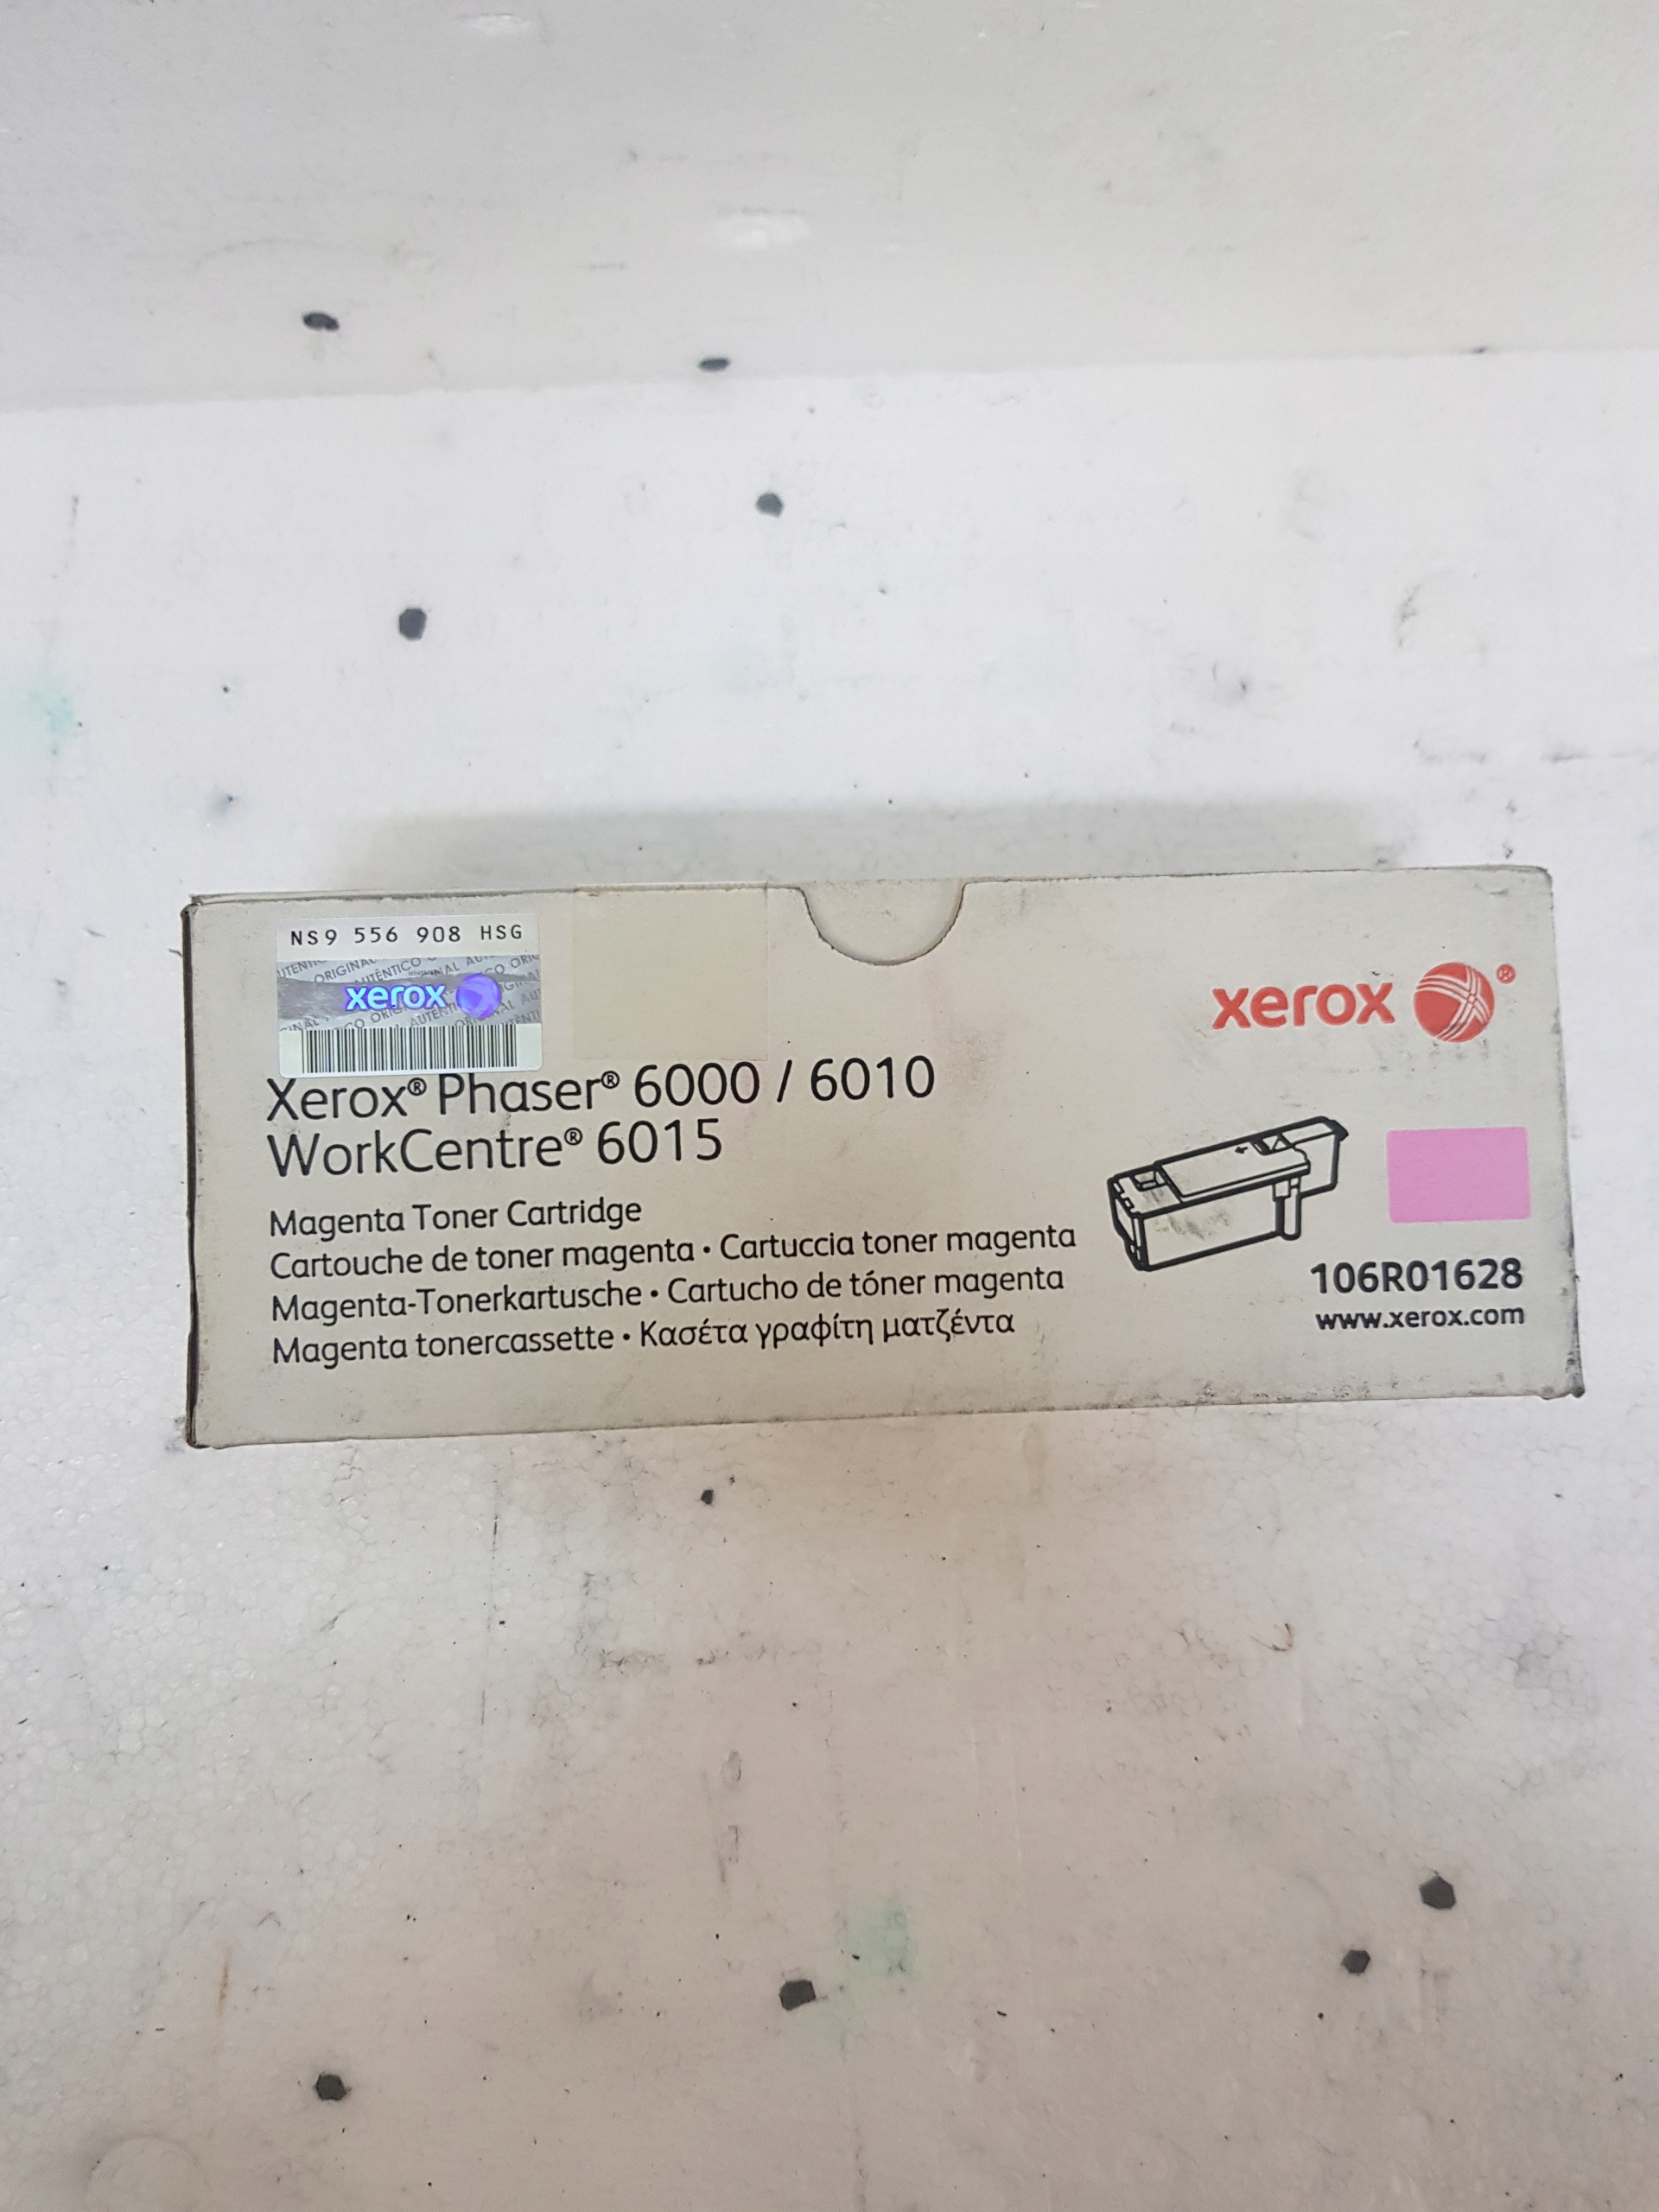 NS9 556 908 HSG
xerox
xerox ®
Xerox® Phaser® 6000 / 6010
WorkCentre® 6015
Magenta Toner Cartridge
Cartouche de toner magenta • Cartuccia toner magenta
Magenta-Tonerkartusche • Cartucho de tóner magenta
Magenta tonercassette • Κασέτα γραφίτη ματζέντα
106R01628
www.xerox.com